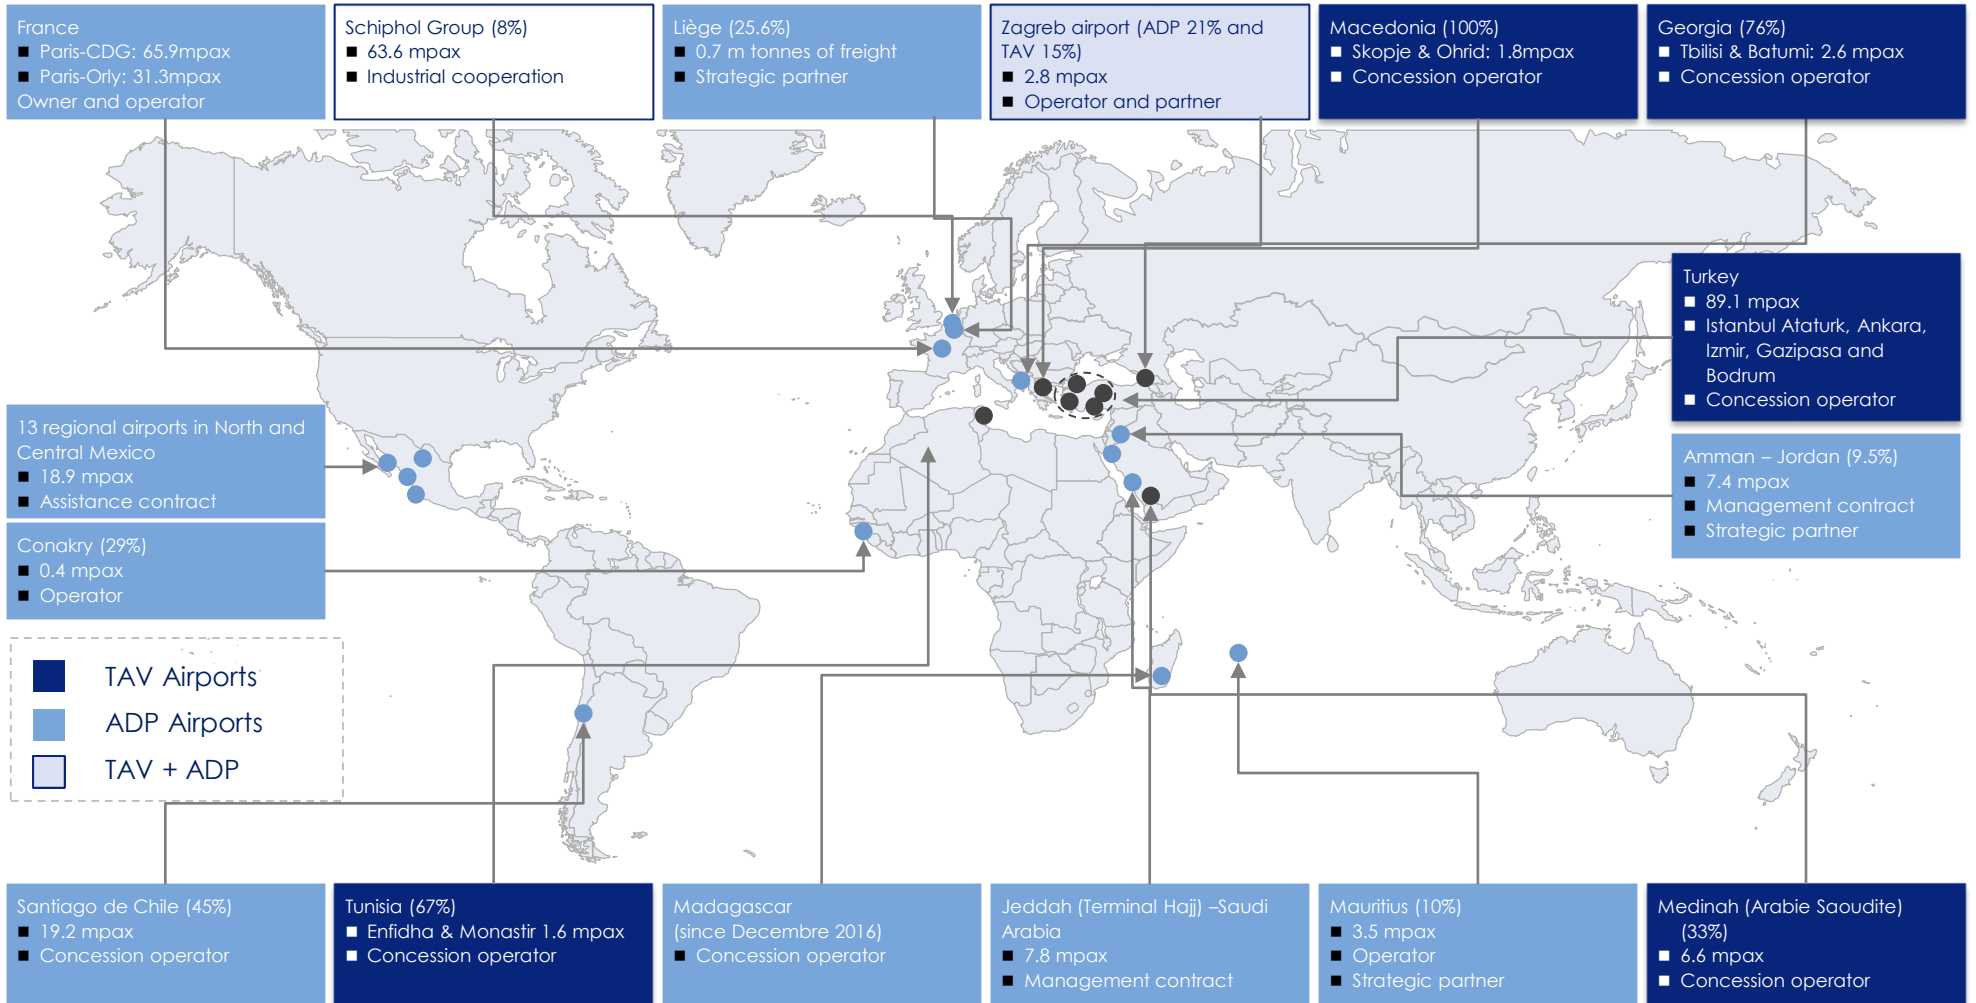 France
■ Paris-CDG: 65.9mpax
■ Paris-Orly: 31.3mpax
Owner and operator
Schiphol Group (8%)
■ 63.6 mpax
■ Industrial cooperation
Liège (25.6%)
■ 0.7 m tonnes of freight
■ Strategic partner
Zagreb airport (ADP 21% and
TAV 15%)
■ 2.8 mpax
■ Operator and partner
Macedonia (100%)
■ Skopje & Ohrid: 1.8mpax
■ Concession operator
Georgia (76%)
■ Tbilisi & Batumi: 2.6 mpax
■ Concession operator
Turkey
■ 89.1 mpax
■ Istanbul Ataturk, Ankara,
Izmir, Gazipasa and
Bodrum
■ Concession operator
13 regional airports in North and
Central Mexico
■ 18.9 mpax
■ Assistance contract
Amman – Jordan (9.5%)
■ 7.4 mpax
■ Management contract
■ Strategic partner
Conakry (29%)
■ 0.4 mpax
■ Operator
TAV Airports
ADP Airports
TAV + ADP
Santiago de Chile (45%)
■ 19.2 mpax
■ Concession operator
Tunisia (67%)
■ Enfidha & Monastir 1.6 mpax
■ Concession operator
Madagascar
(since Decembre 2016)
■ Concession operator
Jeddah (Terminal Hajj) –Saudi
Arabia
■ 7.8 mpax
■ Management contract
Mauritius (10%)
■ 3.5 mpax
■ Operator
■ Strategic partner
Medinah (Arabie Saoudite)
(33%)
■ 6.6 mpax
■ Concession operator